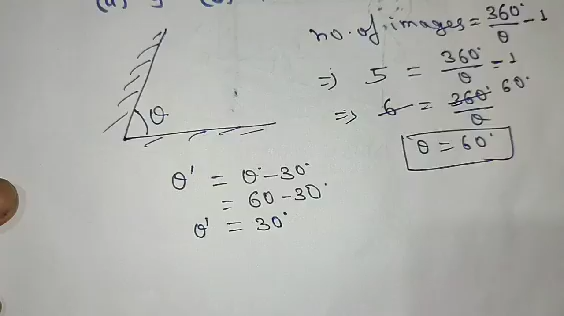 no. of images = 360°/θ - 1
=> 5 = 360°/θ - 1
=> 6 = 360° 60°/θ
θ = 60°
θ
θ' = θ - 30°
= 60 - 30°
θ' = 30°